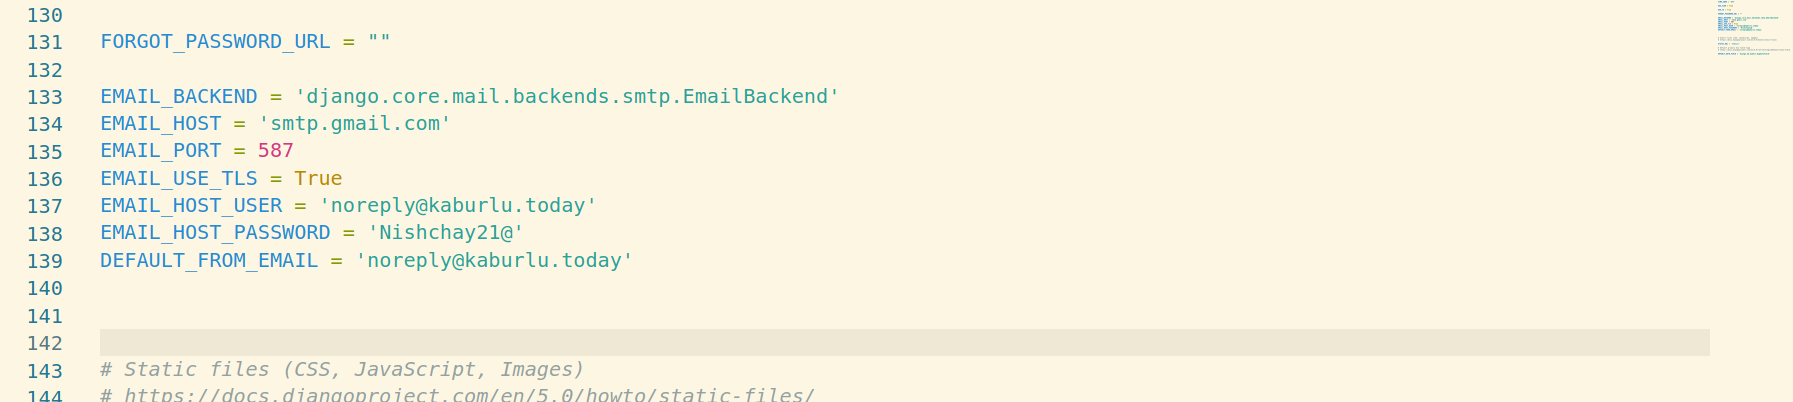 130
131 FORGOT_PASSWORD_URL = ""
132
133 EMAIL_BACKEND = 'django.core.mail.backends.smtp.EmailBackend'
134 EMAIL_HOST = 'smtp.gmail.com'
135 EMAIL_PORT = 587
136 EMAIL_USE_TLS = True
137 EMAIL_HOST_USER = 'noreply@kaburlu.today'
138 EMAIL_HOST_PASSWORD = 'Nishchay21@'
139 DEFAULT_FROM_EMAIL = 'noreply@kaburlu.today'
140
141
142
143 # Static files (CSS, JavaScript, Images)
144 # https://docs.djangoproject.com/en/5.0/howto/static-files/